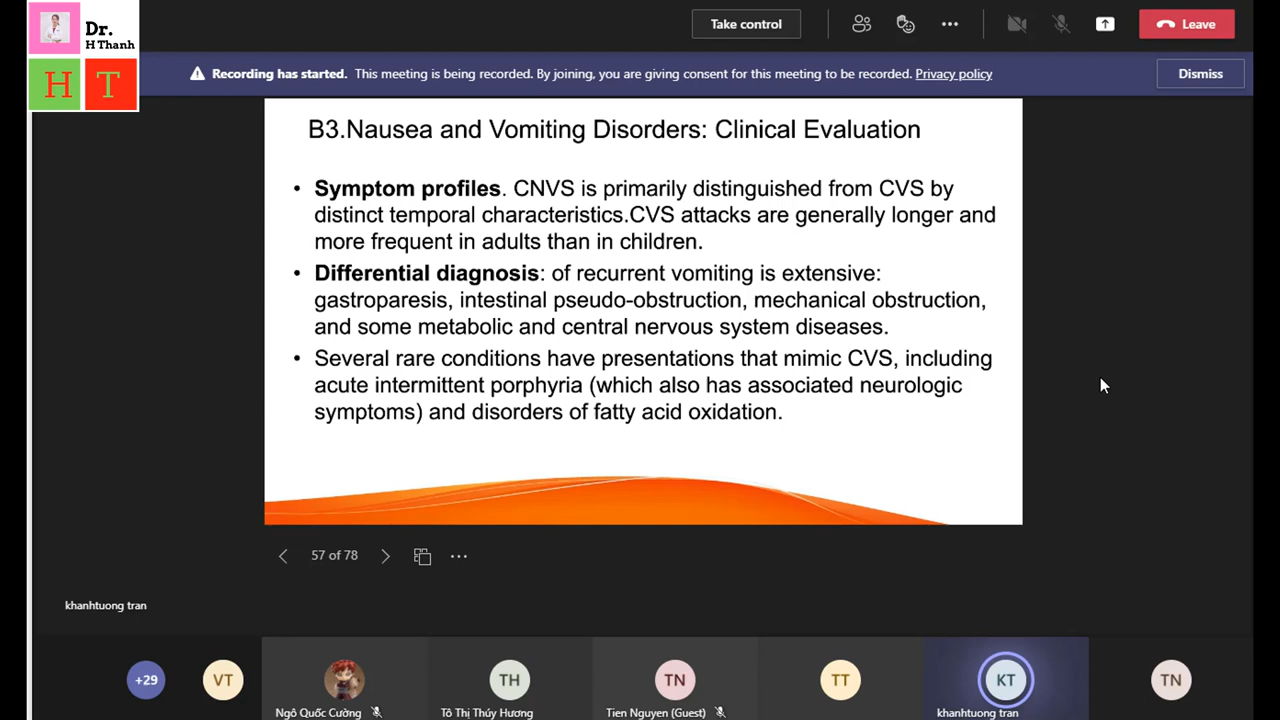 Dr.
H Thanh
H T
Take control
Leave
Recording has started. This meeting is being recorded. By joining, you are giving consent for this meeting to be recorded. Privacy policy
Dismiss
B3.Nausea and Vomiting Disorders: Clinical Evaluation
• Symptom profiles. CNVS is primarily distinguished from CVS by
distinct temporal characteristics.CVS attacks are generally longer and
more frequent in adults than in children.
• Differential diagnosis: of recurrent vomiting is extensive:
gastroparesis, intestinal pseudo-obstruction, mechanical obstruction,
and some metabolic and central nervous system diseases.
• Several rare conditions have presentations that mimic CVS, including
acute intermittent porphyria (which also has associated neurologic
symptoms) and disorders of fatty acid oxidation.
57 of 78
khanhtuong tran
+29
VT
TH
TN
TT
KT
TN
Ngô Quốc Cường
Tô Thị Thúy Hương
Tien Nguyen (Guest)
khanhtuong tran